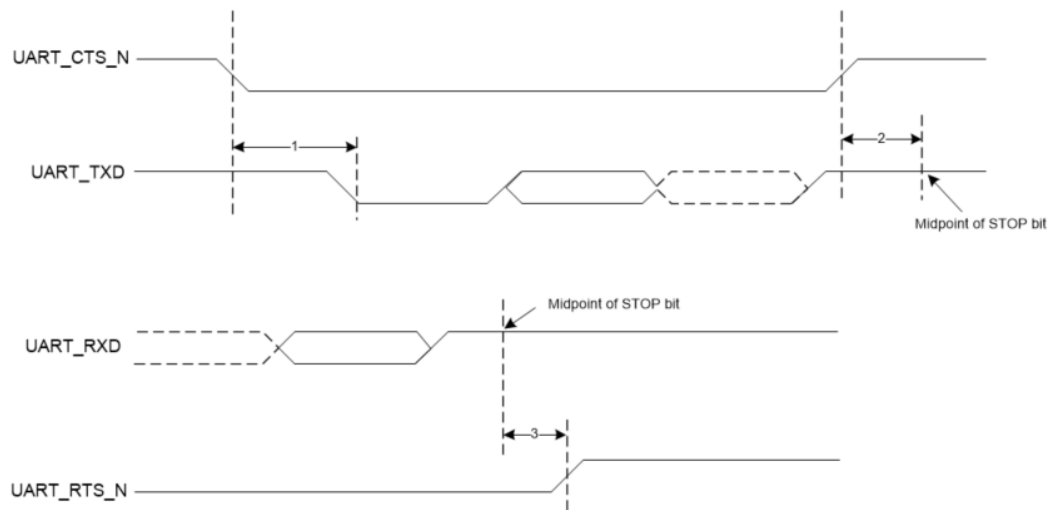 UART_CTS_N
1
2
UART_TXD
Midpoint of STOP bit
Midpoint of STOP bit
UART_RXD
3
UART_RTS_N